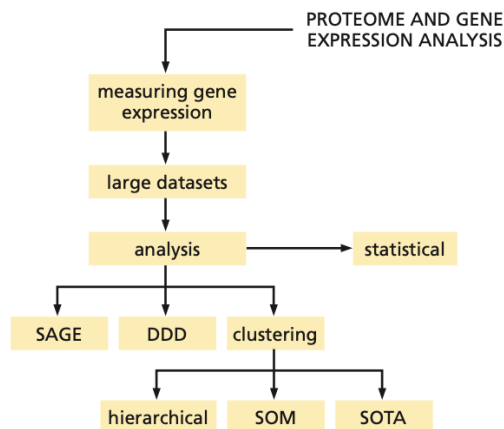 PROTEOME AND GENE
EXPRESSION ANALYSIS
measuring gene
expression
large datasets
analysis
statistical
SAGE
DDD
clustering
hierarchical
SOM
SOTA